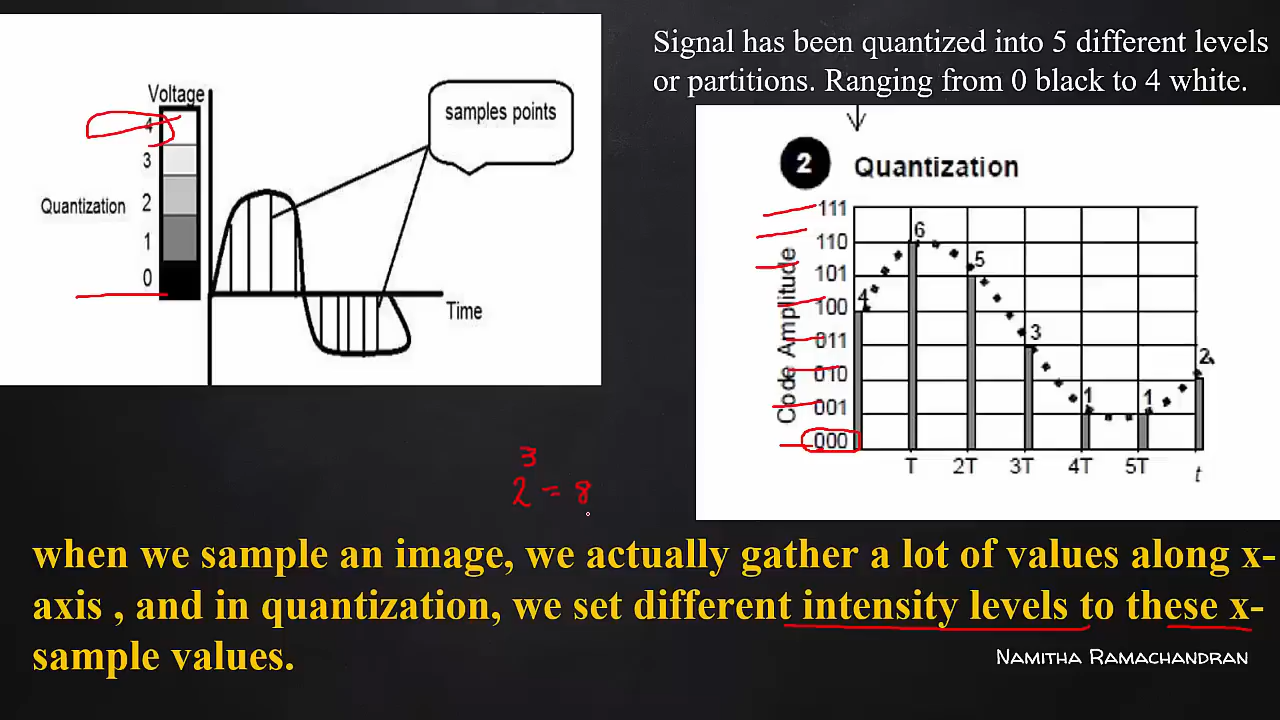 Signal has been quantized into 5 different levels
or partitions. Ranging from 0 black to 4 white.
Voltage
4
3
Quantization 2
1
0
samples points
Time
2 Quantization
Code Amplitude
111
110
101
100
011
010
001
000
4
6
5
3
1
1
2
T 2T 3T 4T 5T t
3
2 = 8
when we sample an image, we actually gather a lot of values along x-
axis , and in quantization, we set different intensity levels to these x-
sample values.
Namitha Ramachandran